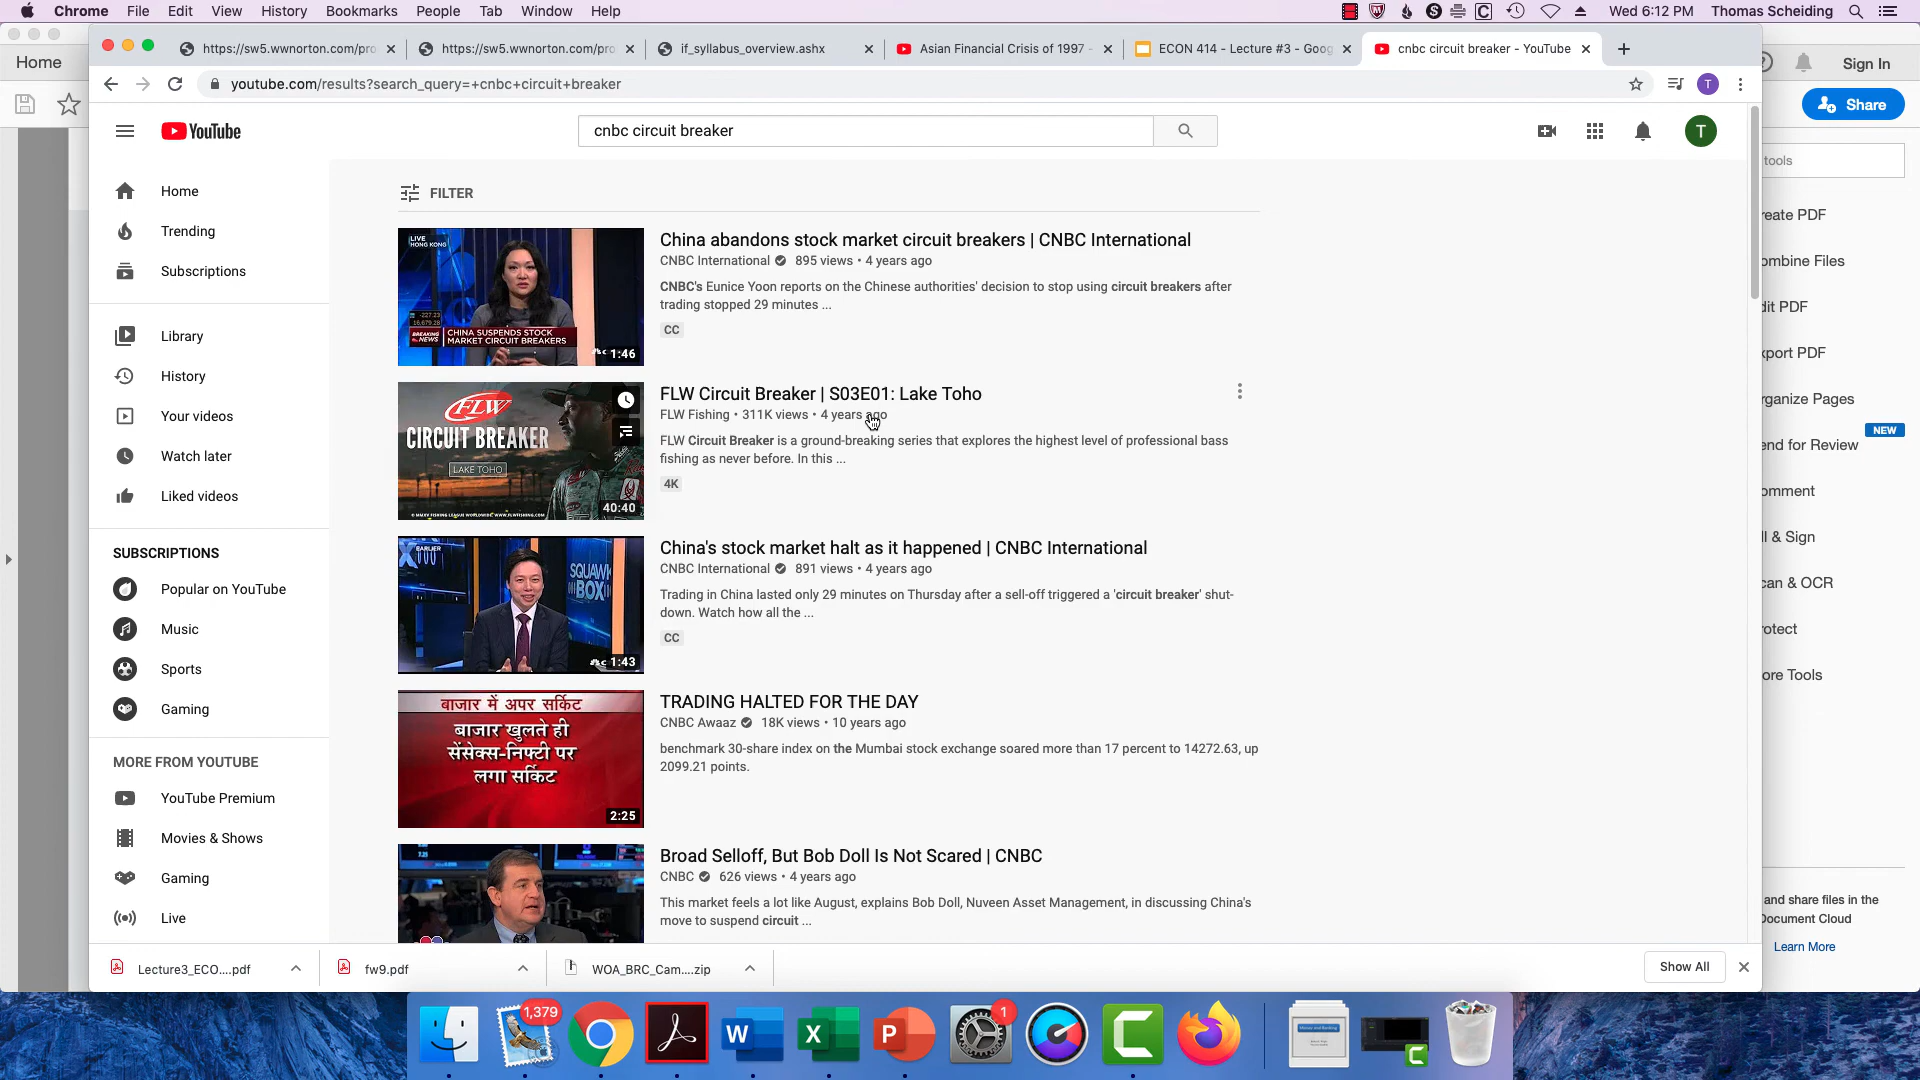 Chrome File Edit View History Bookmarks People Tab Window Help
Wed 6:12 PM Thomas Scheiding
https://sw5.wwnorton.com/pro
https://sw5.wwnorton.com/pro
if_syllabus_overview.ashx
Asian Financial Crisis of 1997 -
ECON 414 - Lecture #3 - Goog
cnbc circuit breaker - YouTube
Home
Sign In
youtube.com/results?search_query=+cnbc+circuit+breaker
T
Share
YouTube
cnbc circuit breaker
T
tools
Home
Trending
Subscriptions
Library
History
Your videos
Watch later
Liked videos
SUBSCRIPTIONS
Popular on YouTube
Music
Sports
Gaming
MORE FROM YOUTUBE
YouTube Premium
Movies & Shows
Gaming
Live
FILTER
LIVE
HONG KONG
-227.23
16,679.28
BREAKING NEWS
CHINA SUSPENDS STOCK
MARKET CIRCUIT BREAKERS
1:46
China abandons stock market circuit breakers | CNBC International
CNBC International 895 views • 4 years ago
CNBC's Eunice Yoon reports on the Chinese authorities' decision to stop using circuit breakers after
trading stopped 29 minutes ...
CC
FLW
CIRCUIT BREAKER
LAKE TOHO
40:40
FLW Circuit Breaker | S03E01: Lake Toho
FLW Fishing • 311K views • 4 years ago
FLW Circuit Breaker is a ground-breaking series that explores the highest level of professional bass
fishing as never before. In this ...
4K
EARLIER
SQUAWK
BOX
1:43
China's stock market halt as it happened | CNBC International
CNBC International 891 views • 4 years ago
Trading in China lasted only 29 minutes on Thursday after a sell-off triggered a 'circuit breaker' shut-
down. Watch how all the ...
CC
बाजार में अपर सर्किट
बाजार खुलते ही
सेंसेक्स-निफ्टी पर
लगा सर्किट
2:25
TRADING HALTED FOR THE DAY
CNBC Awaaz 18K views • 10 years ago
benchmark 30-share index on the Mumbai stock exchange soared more than 17 percent to 14272.63, up
2099.21 points.
Broad Selloff, But Bob Doll Is Not Scared | CNBC
CNBC 626 views • 4 years ago
This market feels a lot like August, explains Bob Doll, Nuveen Asset Management, in discussing China's
move to suspend circuit ...
reate PDF
ombine Files
dit PDF
xport PDF
rganize Pages
NEW
end for Review
omment
ll & Sign
can & OCR
rotect
ore Tools
and share files in the
Document Cloud
Learn More
Lecture3_ECO....pdf
fw9.pdf
WOA_BRC_Cam....zip
Show All
1,379
W
X
P
1
C